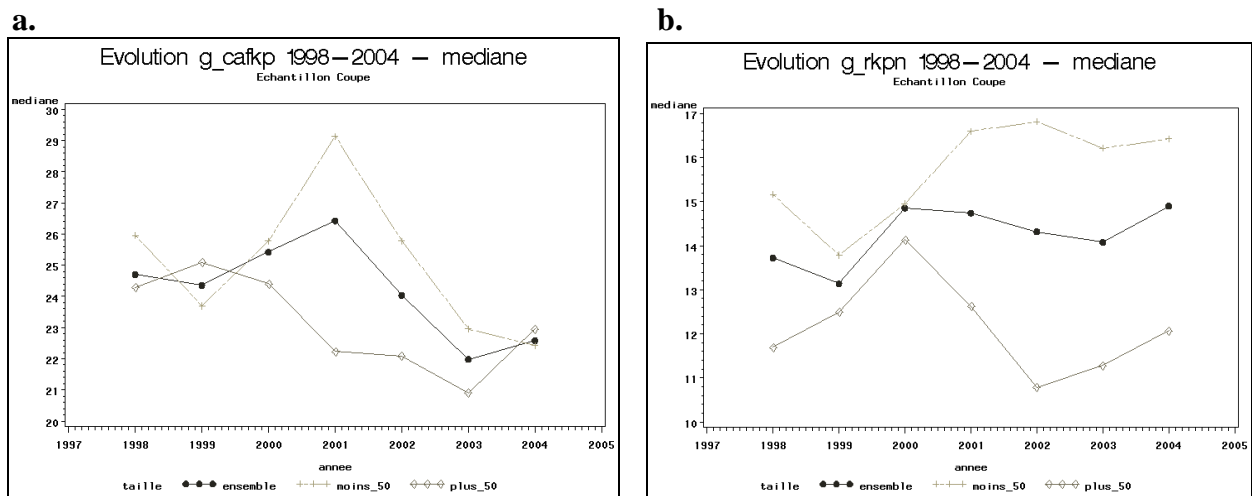 a.
Evolution g_cafkp 1998–2004 – mediane
Echantillon Coupe
mediane
30
29
28
27
26
25
24
23
22
21
20
1997 1998 1999 2000 2001 2002 2003 2004 2005
annee
taille ensemble moins_50 plus_50
b.
Evolution g_rkpn 1998–2004 – mediane
Echantillon Coupe
mediane
17
16
15
14
13
12
11
10
1997 1998 1999 2000 2001 2002 2003 2004 2005
annee
taille ensemble moins_50 plus_50